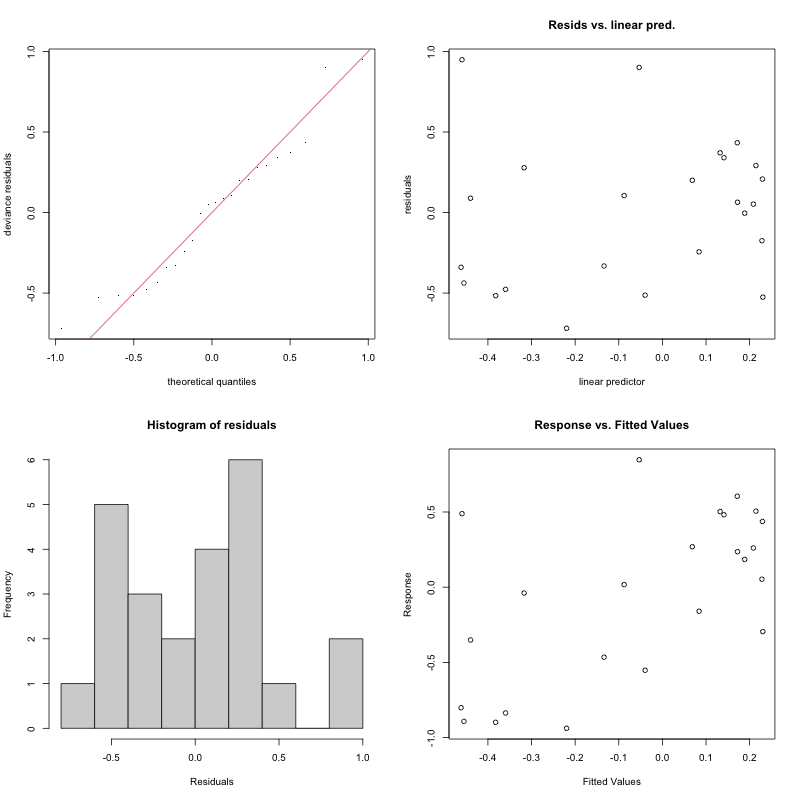 1.0
0.5
0.0
-0.5
deviance residuals
-1.0 -0.5 0.0 0.5 1.0
theoretical quantiles
Resids vs. linear pred.
1.0
0.5
0.0
-0.5
residuals
-0.4 -0.3 -0.2 -0.1 0.0 0.1 0.2
linear predictor
Histogram of residuals
6
5
4
3
2
1
0
Frequency
-0.5 0.0 0.5 1.0
Residuals
Response vs. Fitted Values
0.5
0.0
-0.5
-1.0
Response
-0.4 -0.3 -0.2 -0.1 0.0 0.1 0.2
Fitted Values